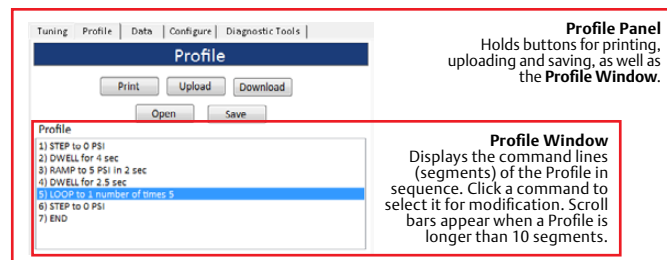 Tuning Profile Data Configure Diagnostic Tools
Profile
Print Upload Download
Open Save
Profile
1) STEP to 0 PSI
2) DWELL for 4 sec
3) RAMP to 5 PSI in 2 sec
4) DWELL for 2.5 sec
5) LOOP to 1 number of times 5
6) STEP to 0 PSI
7) END
Profile Panel
Holds buttons for printing,
uploading and saving, as well as
the Profile Window.
Profile Window
Displays the command lines
(segments) of the Profile in
sequence. Click a command to
select it for modification. Scroll
bars appear when a Profile is
longer than 10 segments.